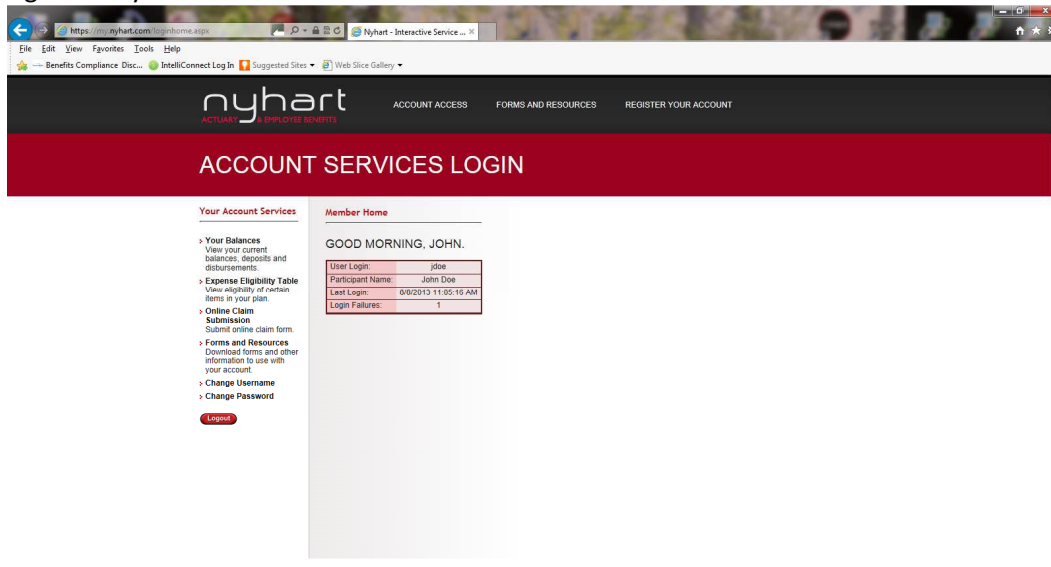 https://my.nyhart.com/loginhome.aspx
Nyhart - Interactive Service ...
File Edit View Favorites Tools Help
Benefits Compliance Disc... IntelliConnect Log In Suggested Sites Web Slice Gallery
nyhart
ACTUARY & EMPLOYEE BENEFITS
ACCOUNT ACCESS FORMS AND RESOURCES REGISTER YOUR ACCOUNT
ACCOUNT SERVICES LOGIN
Your Account Services
Your Balances
View your current
balances, deposits and
disbursements.
Expense Eligibility Table
View eligibility of certain
items in your plan.
Online Claim
Submission
Submit online claim form.
Forms and Resources
Download forms and other
information to use with
your account.
Change Username
Change Password
Logout
Member Home
GOOD MORNING, JOHN.
User Login: jdoe
Participant Name: John Doe
Last Login: 8/8/2013 11:05:16 AM
Login Failures: 1